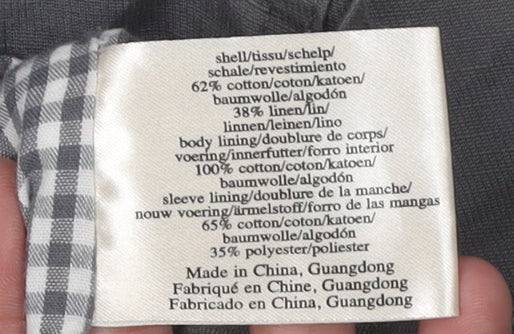 shell/tissu/schelp/
schale/revestimiento
62% cotton/coton/katoen/
baumwolle/algodón
38% linen/lin/
linnen/leinen/lino
body lining/doublure de corps/
voering/innerfutter/forro interior
100% cotton/coton/katoen/
baumwolle/algodón
sleeve lining/doublure de la manche/
nouw voering/ärmelstoff/forro de las mangas
65% cotton/coton/katoen/
baumwolle/algodón
35% polyester/poliester
Made in China, Guangdong
Fabriqué en Chine, Guangdong
Fabricado en China, Guangdong